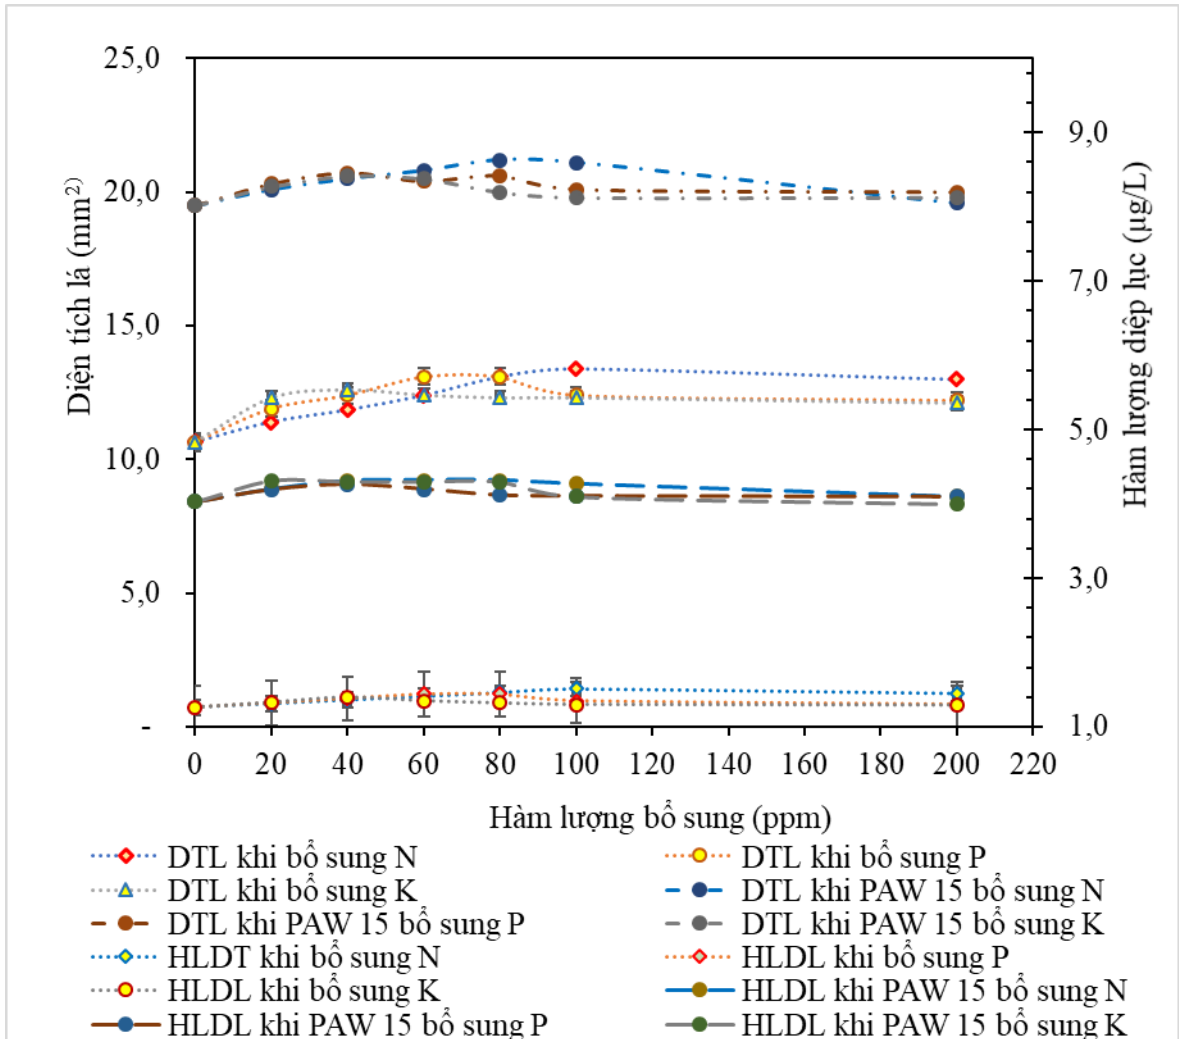 25,0
20,0
15,0
10,0
5,0
-
Diện tích lá (mm²)
9,0
7,0
5,0
3,0
1,0
Hàm lượng diệp lục (µg/L)
0 20 40 60 80 100 120 140 160 180 200 220
Hàm lượng bổ sung (ppm)
DTL khi bổ sung N DTL khi bổ sung P
DTL khi bổ sung K DTL khi PAW 15 bổ sung N
DTL khi PAW 15 bổ sung P DTL khi PAW 15 bổ sung K
HLDT khi bổ sung N HLDL khi bổ sung P
HLDL khi bổ sung K HLDL khi PAW 15 bổ sung N
HLDL khi PAW 15 bổ sung P HLDL khi PAW 15 bổ sung K